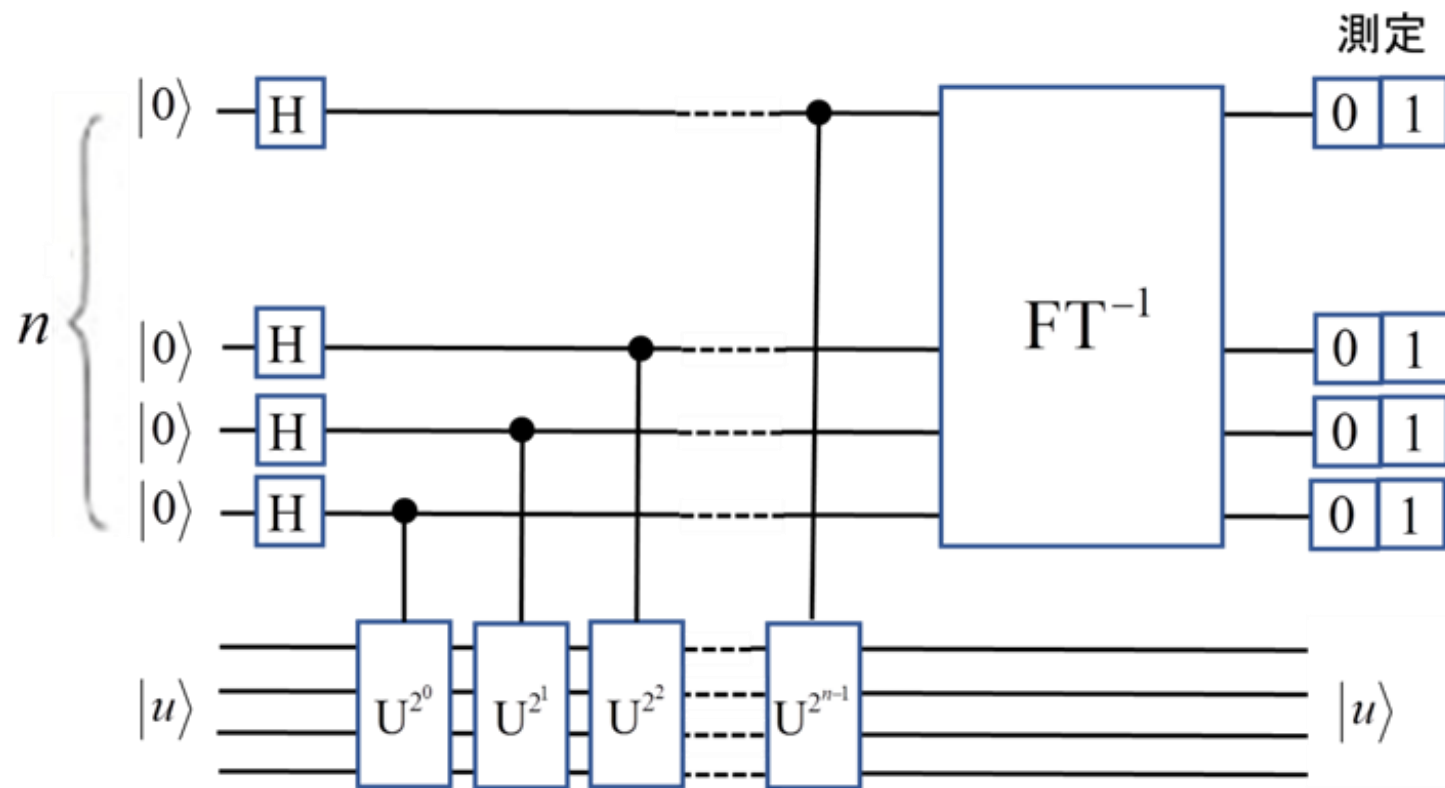 測定
|0⟩ H 0 1
n
|0⟩ H FT⁻¹ 0 1
|0⟩ H 0 1
|0⟩ H 0 1
|u⟩ U^{2^0} U^{2^1} U^{2^2} U^{2^{n-1}} |u⟩